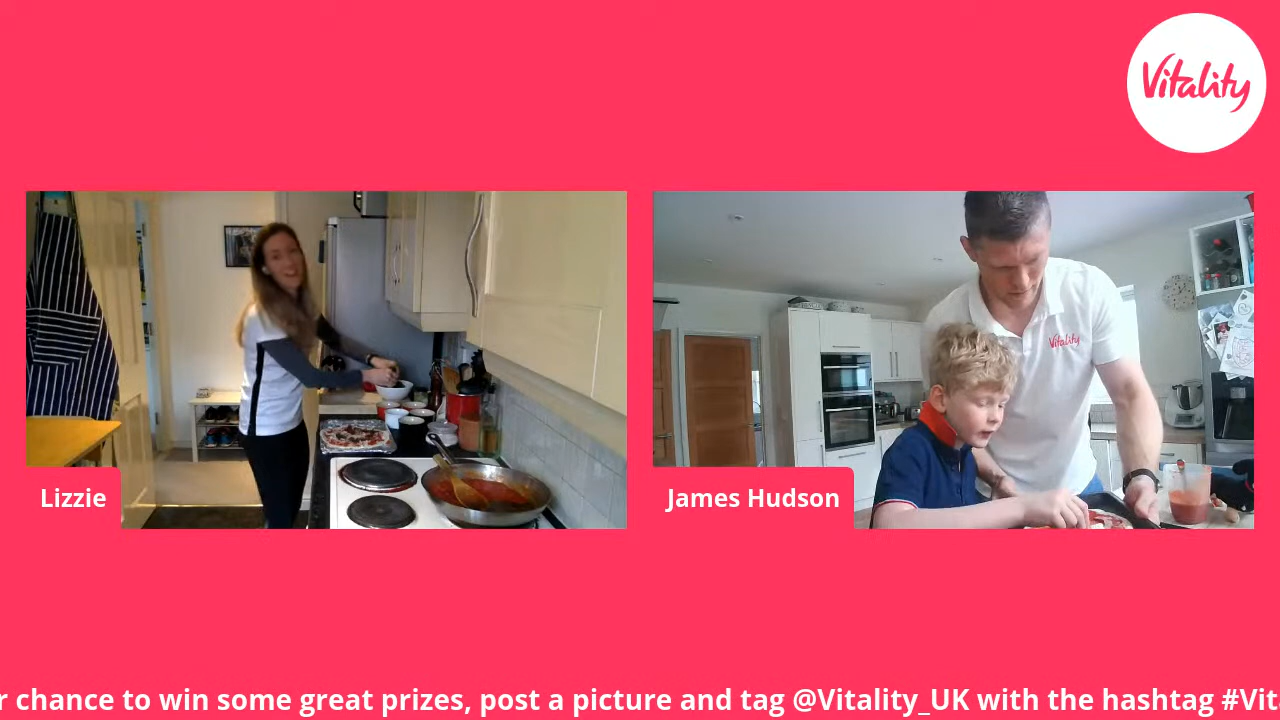 Vitality
Vitality
Lizzie
James Hudson
r chance to win some great prizes, post a picture and tag @Vitality_UK with the hashtag #Vit